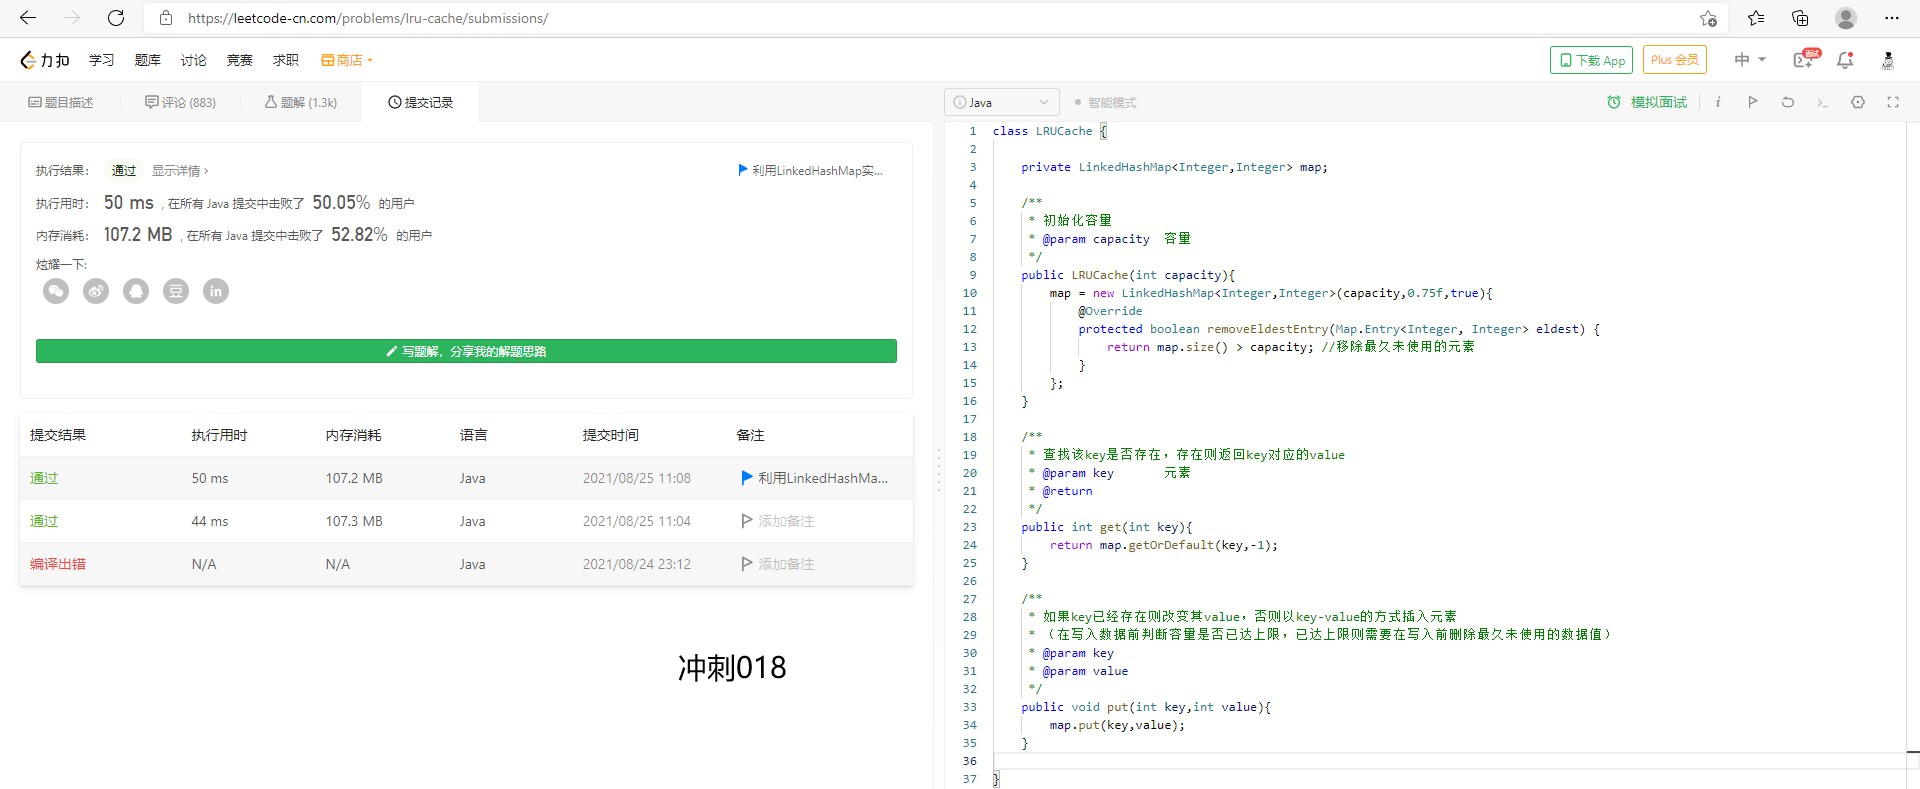 https://leetcode-cn.com/problems/lru-cache/submissions/
力扣 学习 题库 讨论 竞赛 求职 商店 下载 App Plus 会员 中 面试
题目描述 评论 (883) 题解 (1.3k) 提交记录
执行结果： 通过 显示详情 › 利用LinkedHashMap实...
执行用时： 50 ms , 在所有 Java 提交中击败了 50.05% 的用户
内存消耗： 107.2 MB , 在所有 Java 提交中击败了 52.82% 的用户
炫耀一下:
写题解，分享我的解题思路
提交结果 执行用时 内存消耗 语言 提交时间 备注
通过 50 ms 107.2 MB Java 2021/08/25 11:08 利用LinkedHashMa...
通过 44 ms 107.3 MB Java 2021/08/25 11:04 添加备注
编译出错 N/A N/A Java 2021/08/24 23:12 添加备注
冲刺018
Java 智能模式 模拟面试
1 class LRUCache {
2
3 private LinkedHashMap<Integer,Integer> map;
4
5 /**
6 * 初始化容量
7 * @param capacity 容量
8 */
9 public LRUCache(int capacity){
10 map = new LinkedHashMap<Integer,Integer>(capacity,0.75f,true){
11 @Override
12 protected boolean removeEldestEntry(Map.Entry<Integer, Integer> eldest) {
13 return map.size() > capacity; //移除最久未使用的元素
14 }
15 };
16 }
17
18 /**
19 * 查找该key是否存在，存在则返回key对应的value
20 * @param key 元素
21 * @return
22 */
23 public int get(int key){
24 return map.getOrDefault(key,-1);
25 }
26
27 /**
28 * 如果key已经存在则改变其value，否则以key-value的方式插入元素
29 * （在写入数据前判断容量是否已达上限，已达上限则需要在写入前删除最久未使用的数据值）
30 * @param key
31 * @param value
32 */
33 public void put(int key,int value){
34 map.put(key,value);
35 }
36
37 }